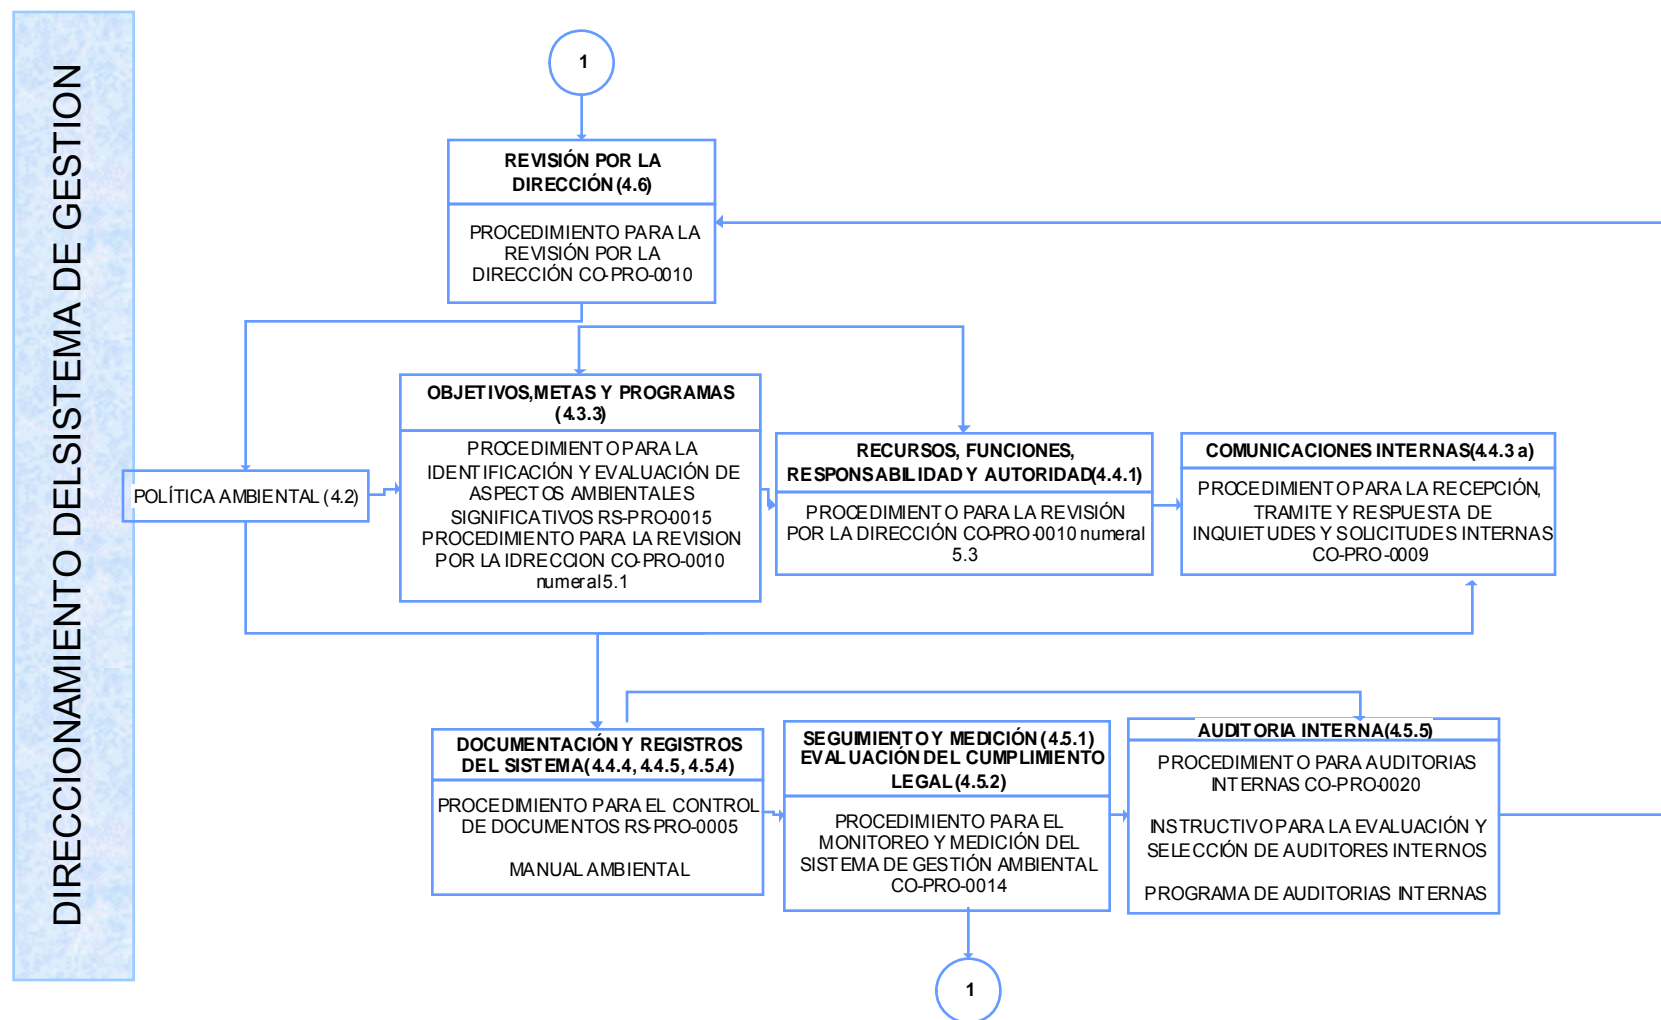 DIRECCIONAMIENTO DELSISTEMA DE GESTION
1
REVISIÓN POR LA
DIRECCIÓN (4.6)
PROCEDIMIENTO PARA LA
REVISIÓN POR LA
DIRECCIÓN CO-PRO-0010
OBJETIVOS,METAS Y PROGRAMAS
(4.3.3)
PROCEDIMIENTO PARA LA
IDENTIFICACIÓN Y EVALUACIÓN DE
ASPECTOS AMBIENTALES
SIGNIFICATIVOS RS-PRO-0015
PROCEDIMIENTO PARA LA REVISION
POR LA IDRECCION CO-PRO-0010
numeral 5.1
RECURSOS, FUNCIONES,
RESPONSABILIDAD Y AUTORIDAD(4.4.1)
PROCEDIMIENTO PARA LA REVISIÓN
POR LA DIRECCIÓN CO-PRO-0010 numeral
5.3
COMUNICACIONES INTERNAS(4.4.3 a)
PROCEDIMIENTO PARA LA RECEPCIÓN,
TRAMITE Y RESPUESTA DE
INQUIETUDES Y SOLICITUDES INTERNAS
CO-PRO-0009
POLÍTICA AMBIENTAL (4.2)
DOCUMENTACIÓN Y REGISTROS
DEL SISTEMA(4.4.4, 4.4.5, 4.5.4)
PROCEDIMIENTO PARA EL CONTROL
DE DOCUMENTOS RS-PRO-0005
MANUAL AMBIENTAL
SEGUIMIENTO Y MEDICIÓN (4.5.1)
EVALUACIÓN DEL CUMPLIMIENTO
LEGAL (4.5.2)
PROCEDIMIENTO PARA EL
MONITOREO Y MEDICIÓN DEL
SISTEMA DE GESTIÓN AMBIENTAL
CO-PRO-0014
AUDITORIA INTERNA(4.5.5)
PROCEDIMIENTO PARA AUDITORIAS
INTERNAS CO-PRO-0020
INSTRUCTIVO PARA LA EVALUACIÓN Y
SELECCIÓN DE AUDITORES INTERNOS
PROGRAMA DE AUDITORIAS INTERNAS
1